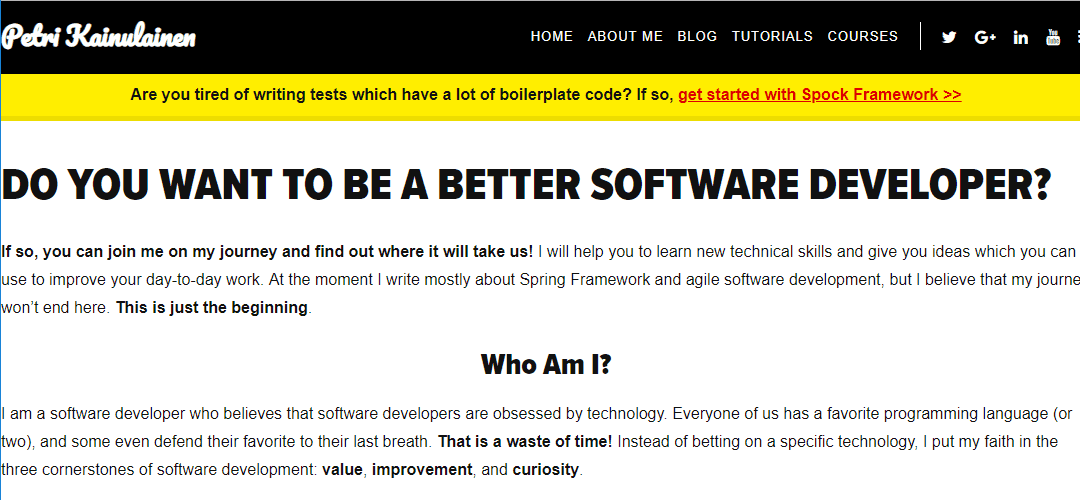 Petri Kainulainen
HOME ABOUT ME BLOG TUTORIALS COURSES
You
Tube
Are you tired of writing tests which have a lot of boilerplate code? If so, get started with Spock Framework >>
DO YOU WANT TO BE A BETTER SOFTWARE DEVELOPER?
If so, you can join me on my journey and find out where it will take us! I will help you to learn new technical skills and give you ideas which you can
use to improve your day-to-day work. At the moment I write mostly about Spring Framework and agile software development, but I believe that my journe
won’t end here. This is just the beginning.
Who Am I?
I am a software developer who believes that software developers are obsessed by technology. Everyone of us has a favorite programming language (or
two), and some even defend their favorite to their last breath. That is a waste of time! Instead of betting on a specific technology, I put my faith in the
three cornerstones of software development: value, improvement, and curiosity.